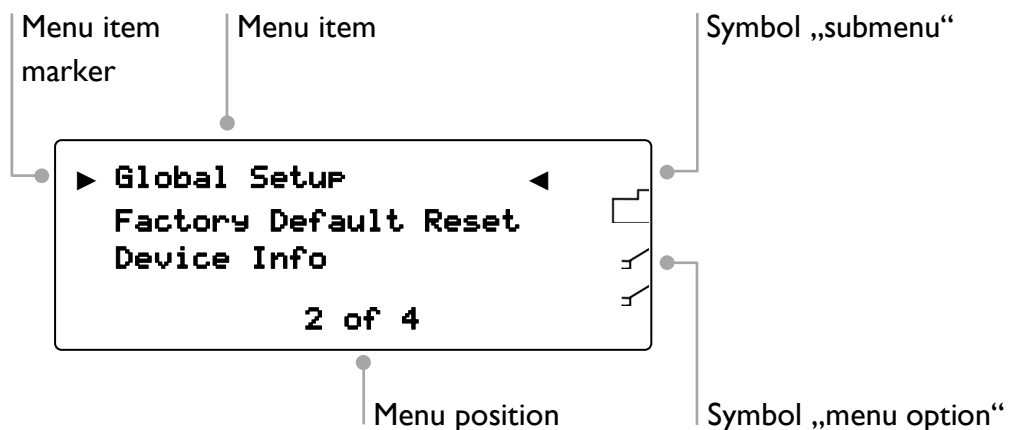 Menu item
marker
Menu item
Symbol „submenu“
► Global Setup ◄
Factory Default Reset
Device Info
2 of 4
Menu position
Symbol „menu option“